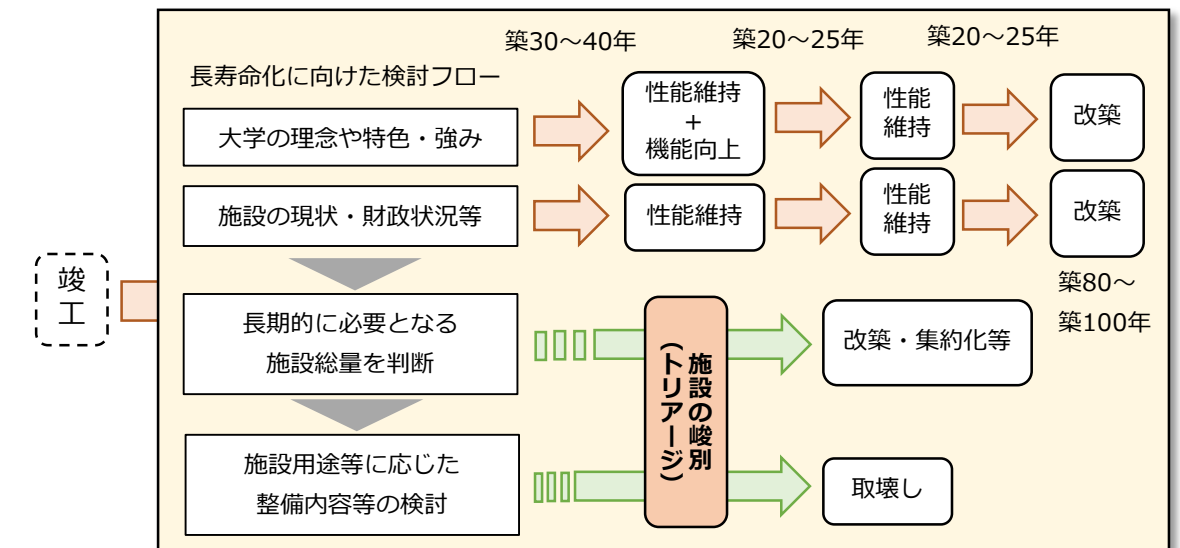 築30～40年
築20～25年
築20～25年
長寿命化に向けた検討フロー
大学の理念や特色・強み
性能維持
+
機能向上
性能
維持
改築
施設の現状・財政状況等
性能維持
性能
維持
改築
築80～
築100年
竣
工
長期的に必要となる
施設総量を判断
施設の峻別
(トリアージ)
改築・集約化等
施設用途等に応じた
整備内容等の検討
取壊し